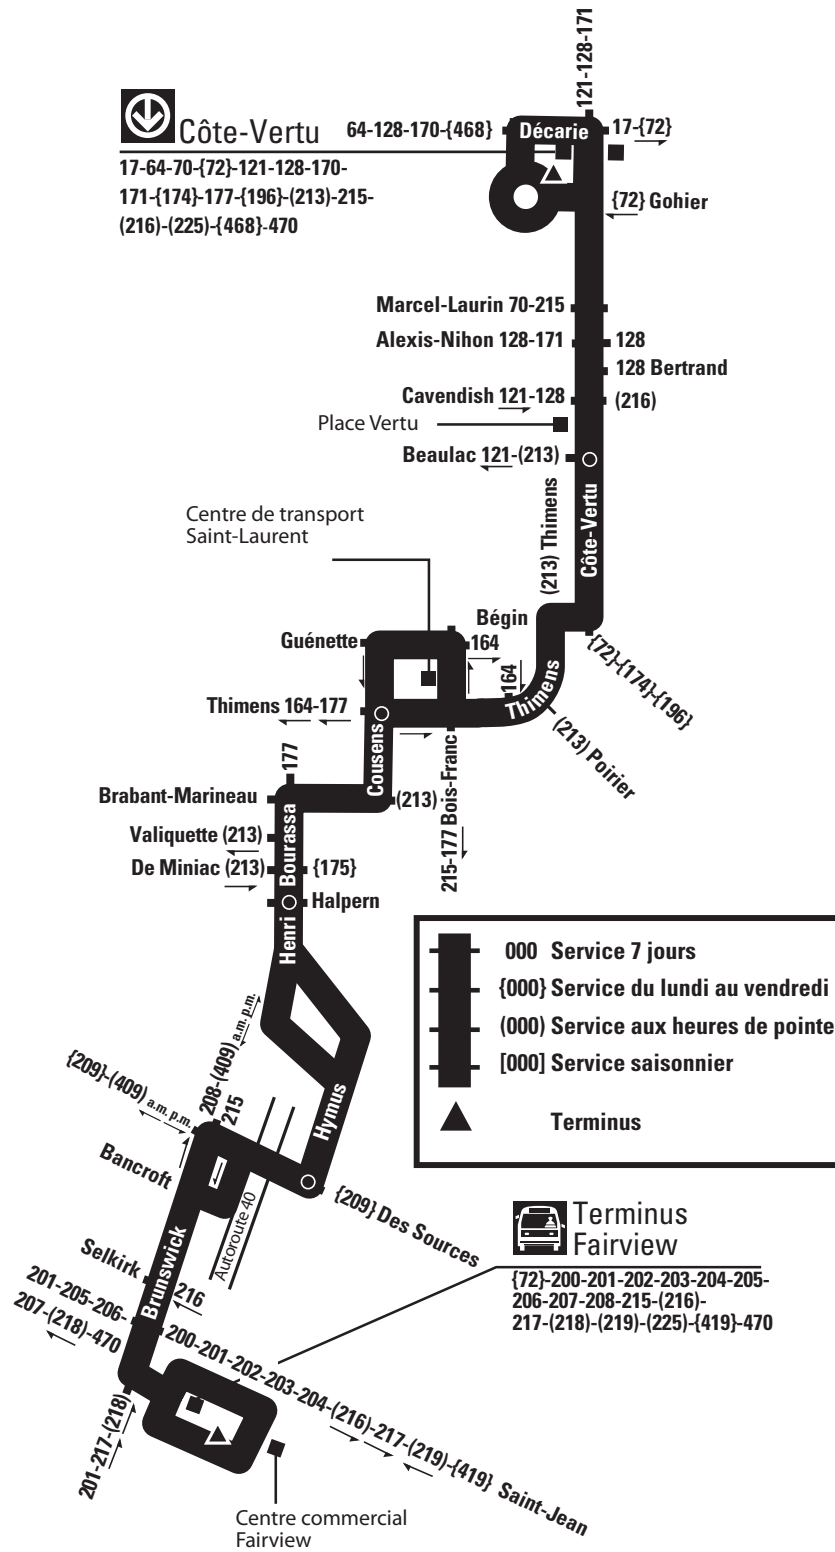 121-128-171
Côte-Vertu
64-128-170-{468}
Décarie
17-{72}
17-64-70-{72}-121-128-170-
171-{174}-177-{196}-(213)-215-
(216)-(225)-{468}-470
{72} Gohier
Marcel-Laurin 70-215
Alexis-Nihon 128-171
128
128 Bertrand
Cavendish 121-128
(216)
Place Vertu
Beaulac 121-(213)
Côte-Vertu
(213) Thimens
Centre de transport
Saint-Laurent
Bégin
{72}-{174}-{196}
Guénette
164
164
Thimens
(213) Poirier
Thimens 164-177
Cousens
177
215-177 Bois-Franc
Brabant-Marineau
(213)
Valiquette (213)
De Miniac (213)
{175}
Henri Bourassa
Halpern
000 Service 7 jours
{000} Service du lundi au vendredi
(000) Service aux heures de pointe
[000] Service saisonnier
Terminus
208-(409) a.m. p.m.
215
{209}-(409) a.m. p.m.
Hymus
Bancroft
Autoroute 40
{209} Des Sources
Terminus
Fairview
{72}-200-201-202-203-204-205-
206-207-208-215-(216)-
217-(218)-(219)-(225)-{419}-470
Selkirk
Brunswick
216
201-205-206-
207-(218)-470
200-201-202-203-204-(216)-217-(219)-{419} Saint-Jean
201-217-(218)
Centre commercial
Fairview